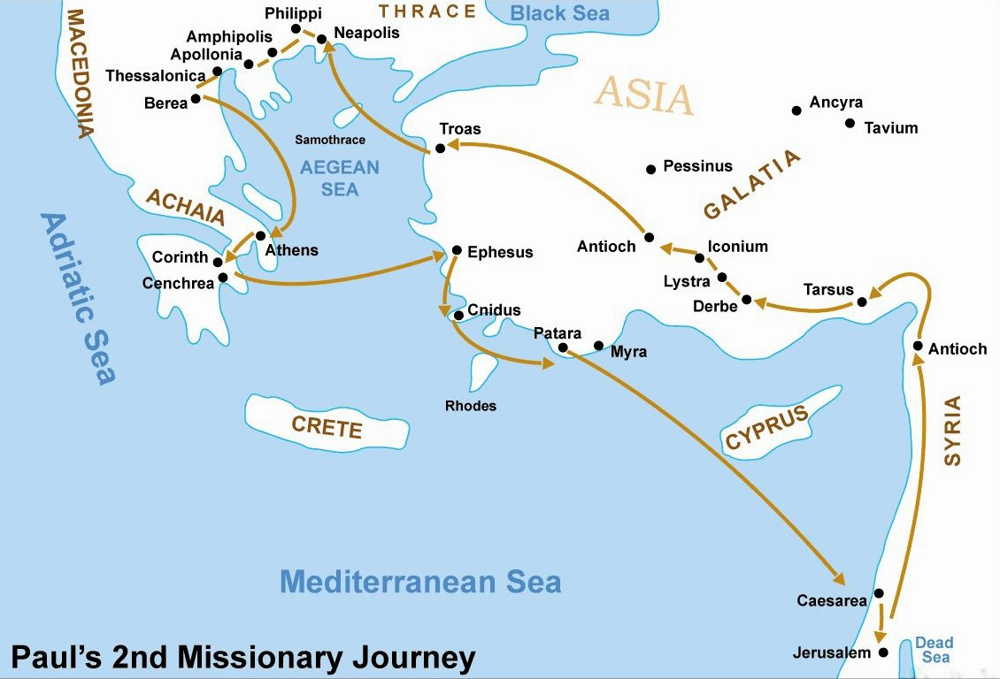 Philippi
THRACE
Black Sea
MACEDONIA
Amphipolis
Neapolis
Apollonia
Thessalonica
Berea
ASIA
Ancyra
Tavium
Samothrace
Troas
AEGEAN
SEA
Pessinus
GALATIA
ACHAIA
Adriatic Sea
Athens
Corinth
Cenchrea
Ephesus
Antioch
Iconium
Lystra
Derbe
Tarsus
Cnidus
Patara
Myra
Antioch
Rhodes
CRETE
CYPRUS
SYRIA
Mediterranean Sea
Caesarea
Jerusalem
Dead
Sea
Paul's 2nd Missionary Journey